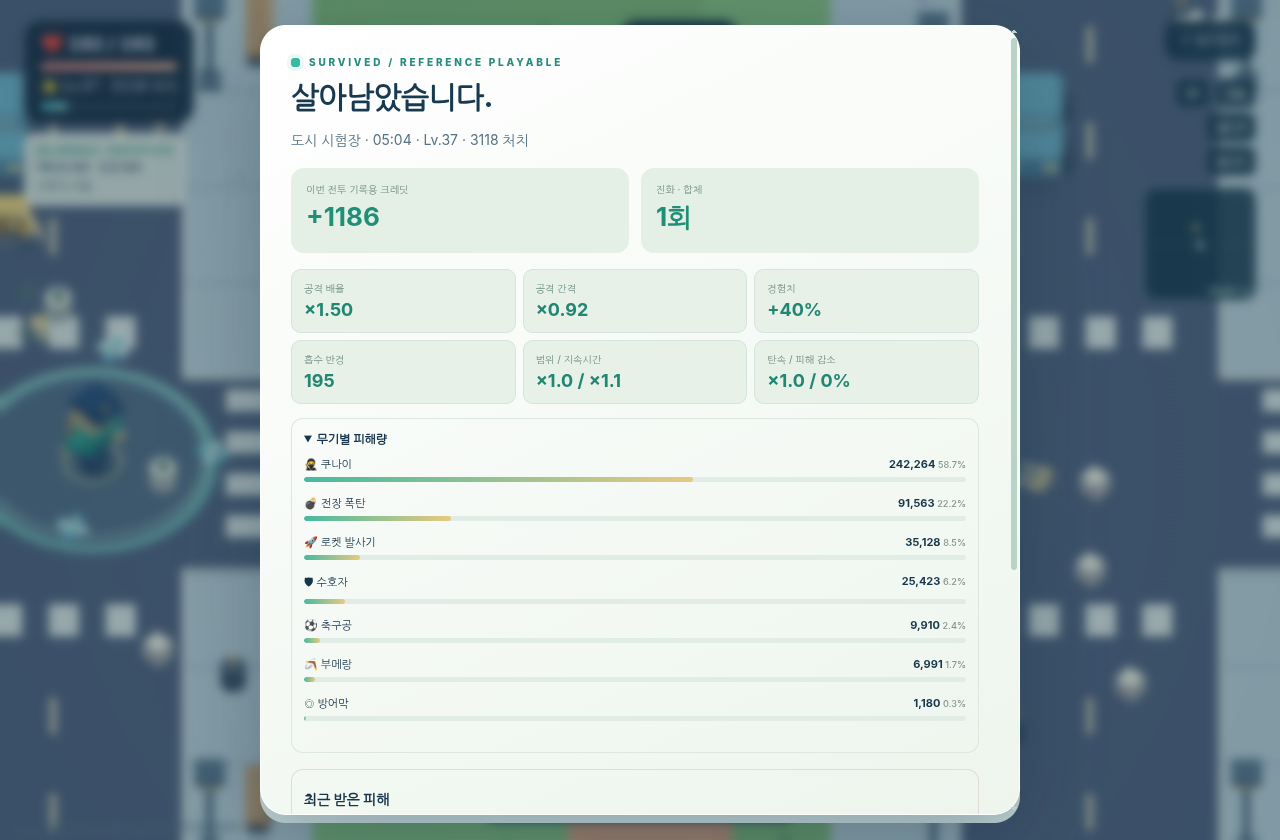 SURVIVED / REFERENCE PLAYABLE
살아남았습니다.
도시 시험장 · 05:04 · Lv.37 · 3118 처치
이번 전투 기록용 크레딧
+1186
진화 · 합체
1회
공격 배율
×1.50
공격 간격
×0.92
경험치
+40%
흡수 반경
195
범위 / 지속시간
×1.0 / ×1.1
탄속 / 피해 감소
×1.0 / 0%
▼ 무기별 피해량
🥷 쿠나이 242,264 58.7%
💣 전장 폭탄 91,563 22.2%
🚀 로켓 발사기 35,128 8.5%
🛡 수호자 25,423 6.2%
⚽ 축구공 9,910 2.4%
🪃 부메랑 6,991 1.7%
◎ 방어막 1,180 0.3%
최근 받은 피해